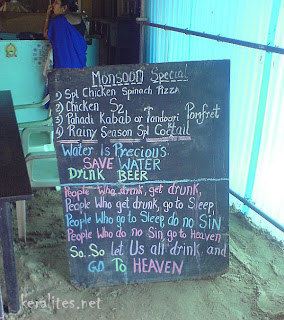 Monsoon Special
1) Spl Chicken Spinach Pizza
2) Chicken
3) Pahadi Kabab or Tandoori Pomfret
4) Rainy Season Spl Cocktail
Water Is Precious.
SAVE WATER
DRINK BEER
People Who drink, get drunk,
People Who get drunk, go to Sleep,
People Who go to Sleep do no SIN
People Who do no Sin go to Heaven
So..So let Us all drink and
GO TO HEAVEN
keralites.net